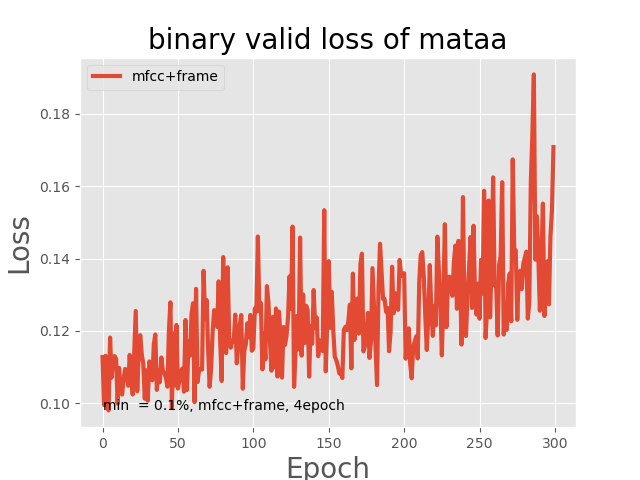 binary valid loss of mataa
mfcc+frame
0.18
0.16
0.14
0.12
0.10
Loss
min  = 0.1%, mfcc+frame, 4epoch
0 50 100 150 200 250 300
Epoch